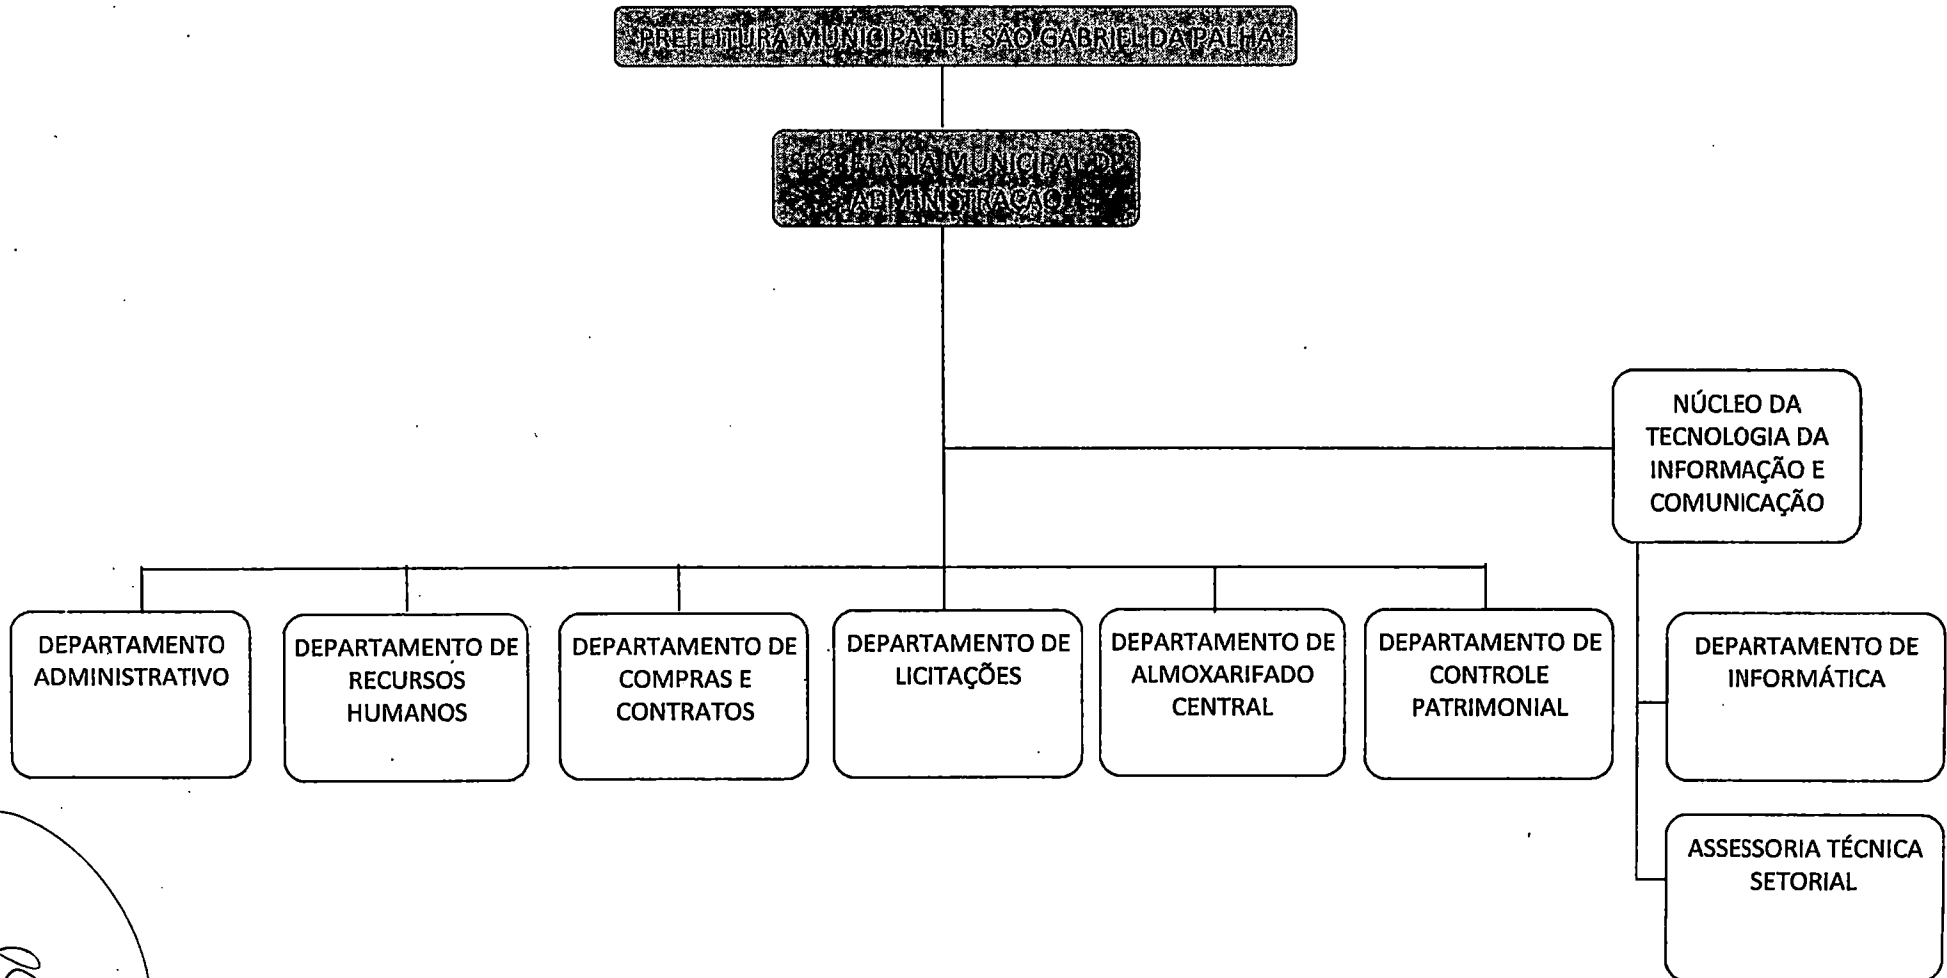 PREFEITURA MUNICIPAL DE SÃO GABRIEL DA PALHA
SECRETARIA MUNICIPAL DE
ADMINISTRAÇÃO
NÚCLEO DA
TECNOLOGIA DA
INFORMAÇÃO E
COMUNICAÇÃO
DEPARTAMENTO
ADMINISTRATIVO
DEPARTAMENTO DE
RECURSOS
HUMANOS
DEPARTAMENTO DE
COMPRAS E
CONTRATOS
DEPARTAMENTO DE
LICITAÇÕES
DEPARTAMENTO DE
ALMOXARIFADO
CENTRAL
DEPARTAMENTO DE
CONTROLE
PATRIMONIAL
DEPARTAMENTO DE
INFORMÁTICA
ASSESSORIA TÉCNICA
SETORIAL